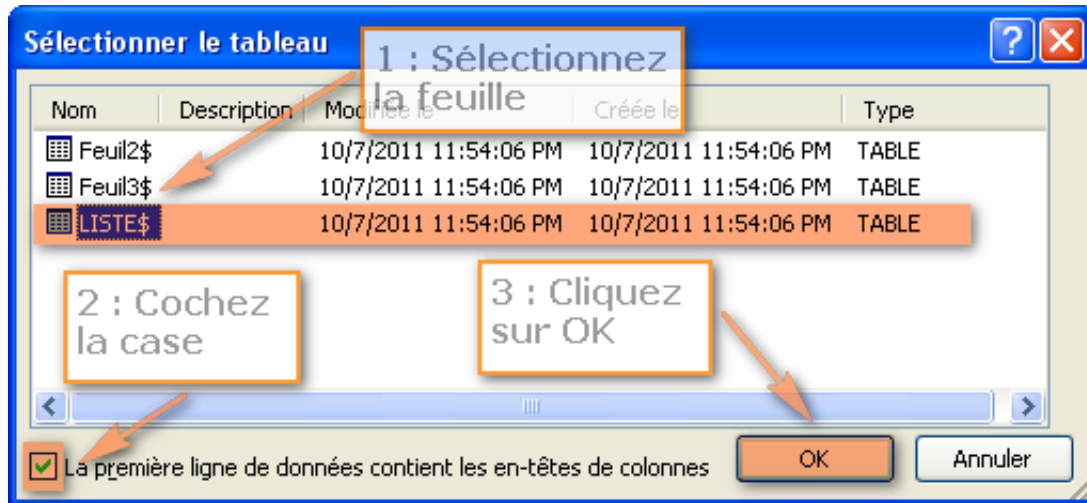 Sélectionner le tableau
1 : Sélectionnez
la feuille
Nom Description Modifiée le Créée le Type
Feuil2$ 10/7/2011 11:54:06 PM 10/7/2011 11:54:06 PM TABLE
Feuil3$ 10/7/2011 11:54:06 PM 10/7/2011 11:54:06 PM TABLE
LISTE$ 10/7/2011 11:54:06 PM 10/7/2011 11:54:06 PM TABLE
2 : Cochez
la case
3 : Cliquez
sur OK
La première ligne de données contient les en-têtes de colonnes
OK
Annuler